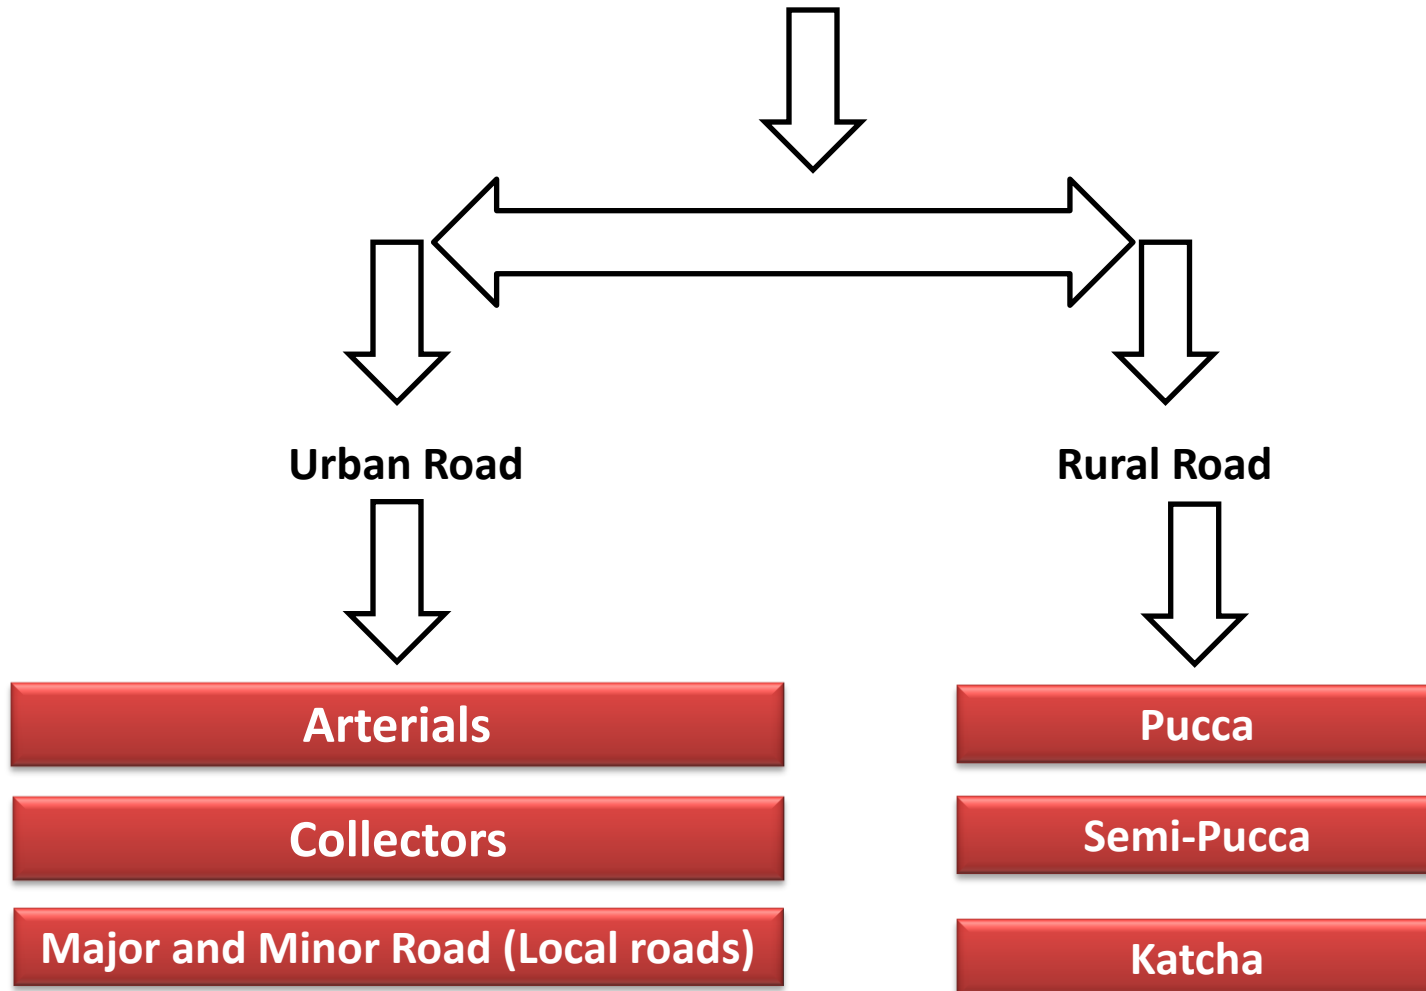 Urban Road
Rural Road
Arterials
Pucca
Collectors
Semi-Pucca
Major and Minor Road (Local roads)
Katcha